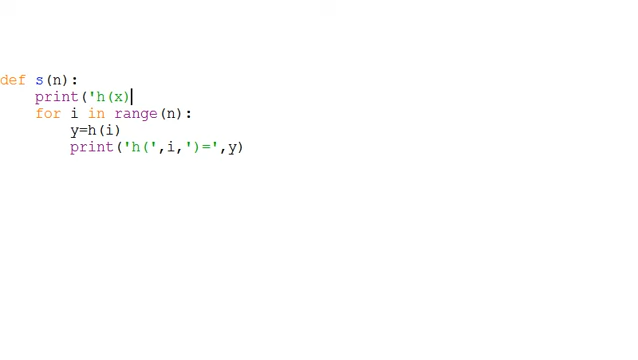 def s(n):
    print('h(x)
    for i in range(n):
        y=h(i)
        print('h(',i,')=',y)